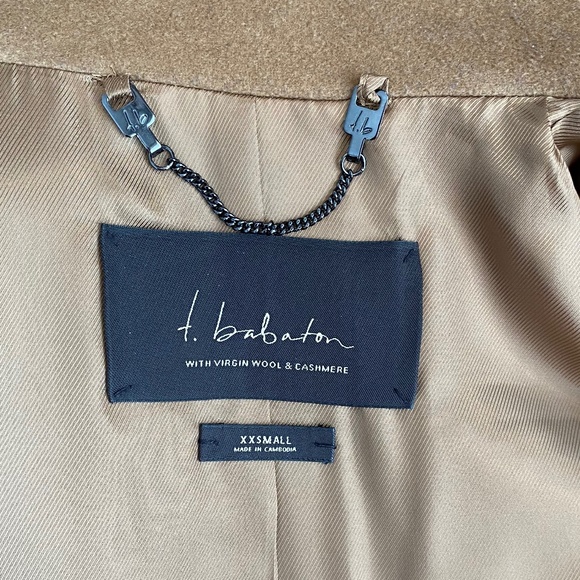 t.b
t. babaton
WITH VIRGIN WOOL & CASHMERE
XXSMALL
MADE IN CAMBODIA